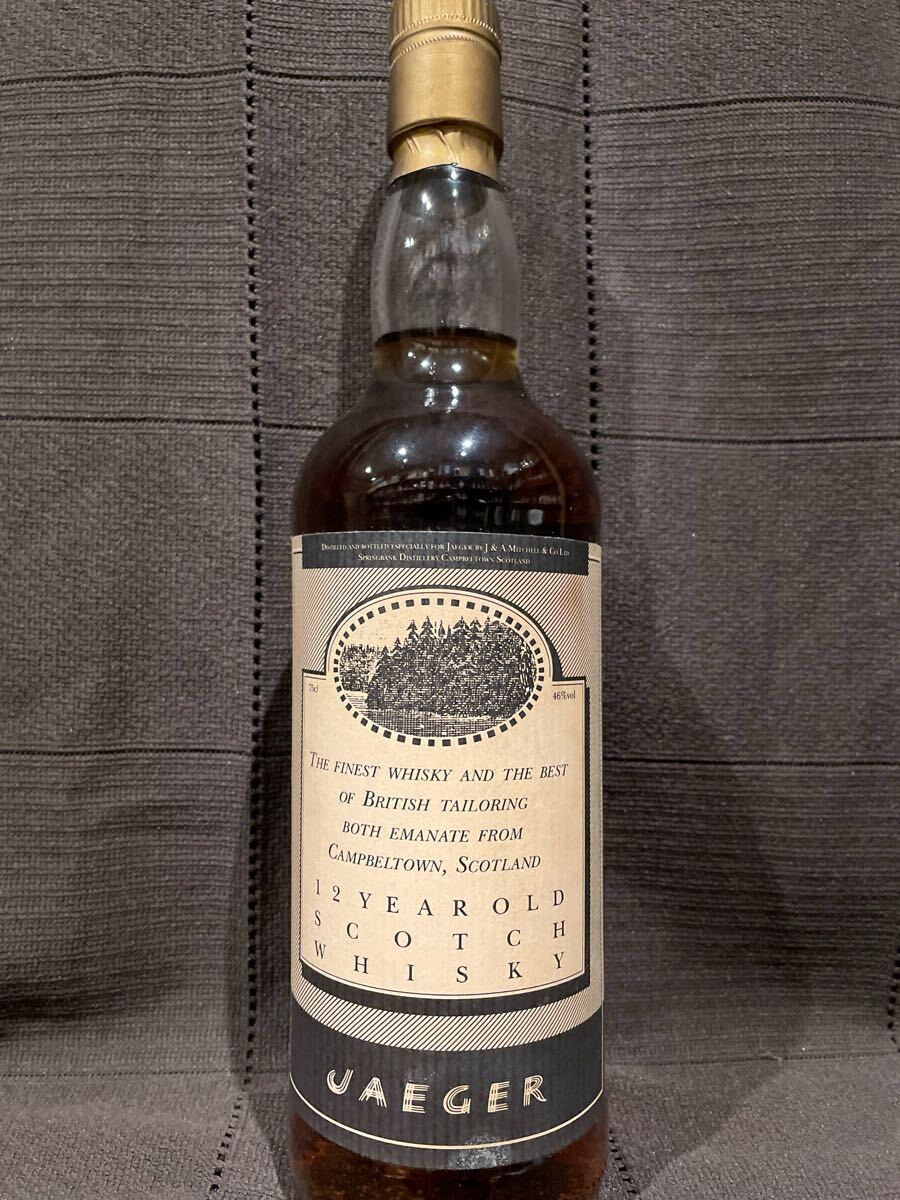 DISTILLED AND BOTTLED ESPECIALLY FOR JAEGER BY J & A MITCHELL & CO LTD
SPRINGBANK DISTILLERY CAMPBELTOWN SCOTLAND
75cl
46%vol
THE FINEST WHISKY AND THE BEST
OF BRITISH TAILORING
BOTH EMANATE FROM
CAMPBELTOWN, SCOTLAND
12 YEAR OLD
SCOTCH
WHISKY
JAEGER